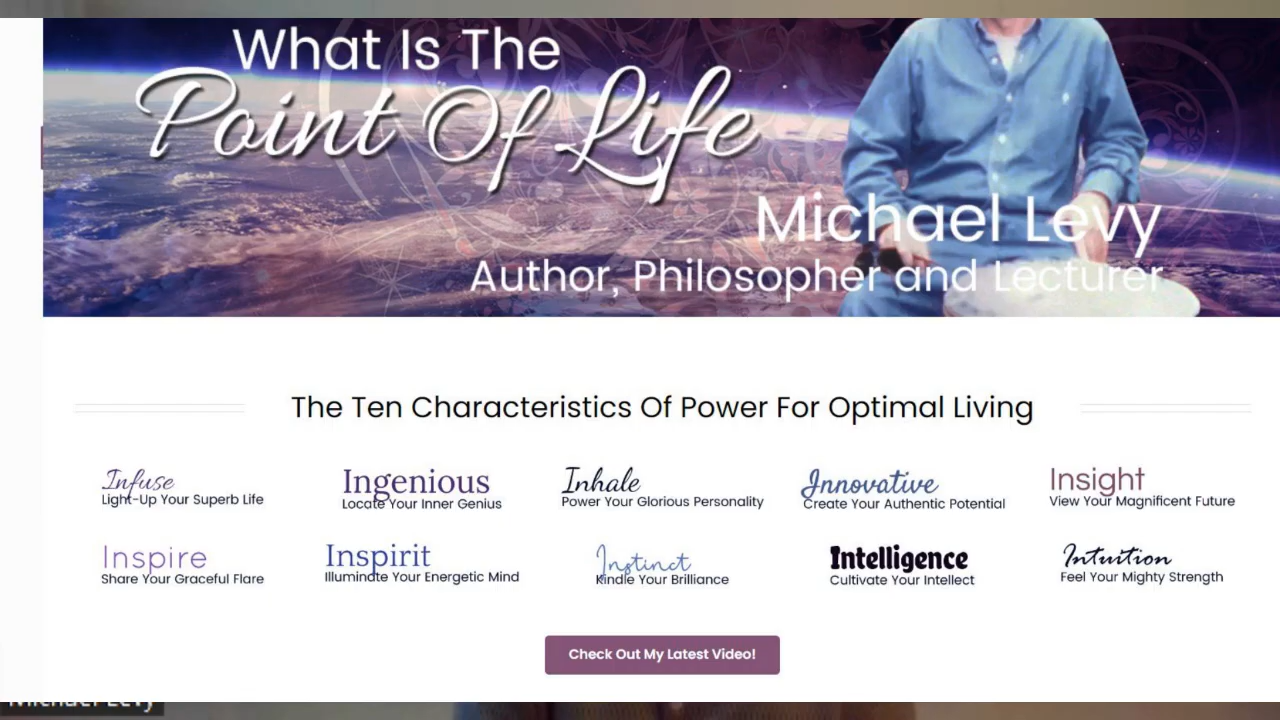 What Is The
Point Of Life
Michael Levy
Author, Philosopher and Lecturer
The Ten Characteristics Of Power For Optimal Living
Infuse
Light-Up Your Superb Life
Ingenious
Locate Your Inner Genius
Inhale
Power Your Glorious Personality
Innovative
Create Your Authentic Potential
Insight
View Your Magnificent Future
Inspire
Share Your Graceful Flare
Inspirit
Illuminate Your Energetic Mind
Instinct
Kindle Your Brilliance
Intelligence
Cultivate Your Intellect
Intuition
Feel Your Mighty Strength
Check Out My Latest Video!
Michael Levy